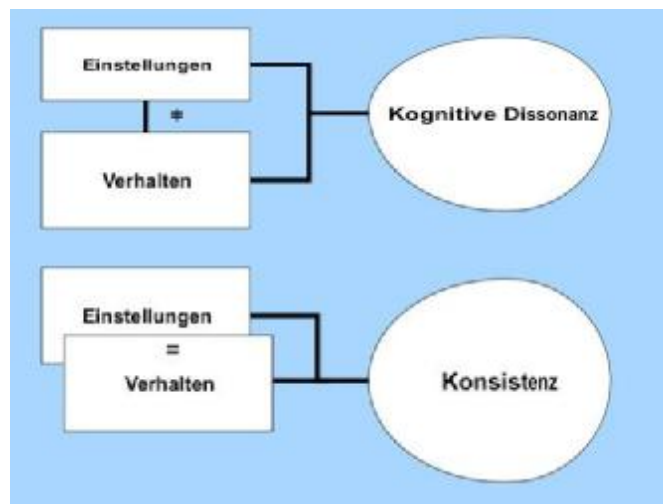 Einstellungen
*
Verhalten
Kognitive Dissonanz
Einstellungen
=
Verhalten
Konsistenz